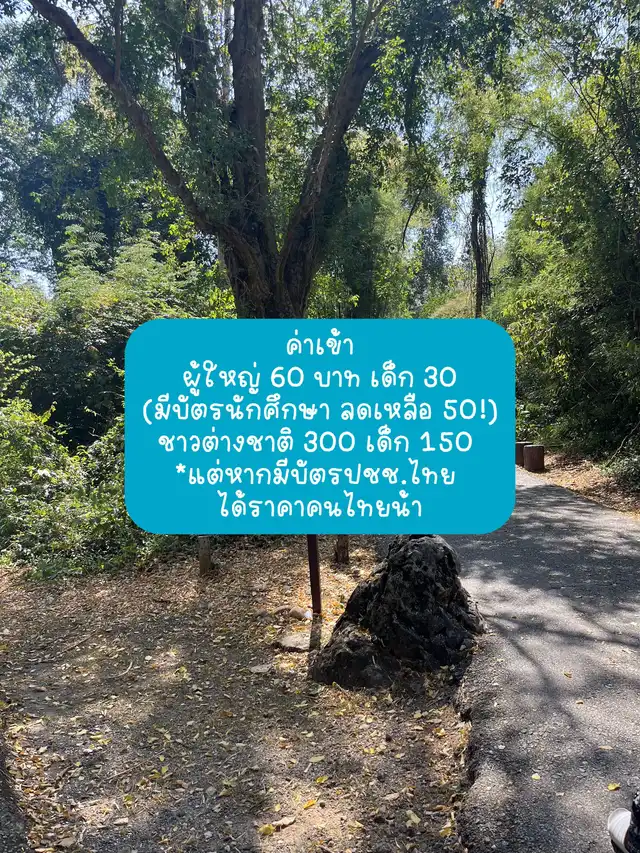 ค่าเข้า
ผู้ใหญ่ 60 บาท เด็ก 30
(มีบัตรนักศึกษา ลดเหลือ 50!)
ชาวต่างชาติ 300 เด็ก 150
*แต่หากมีบัตรปชช.ไทย
ได้ราคาคนไทยน้า